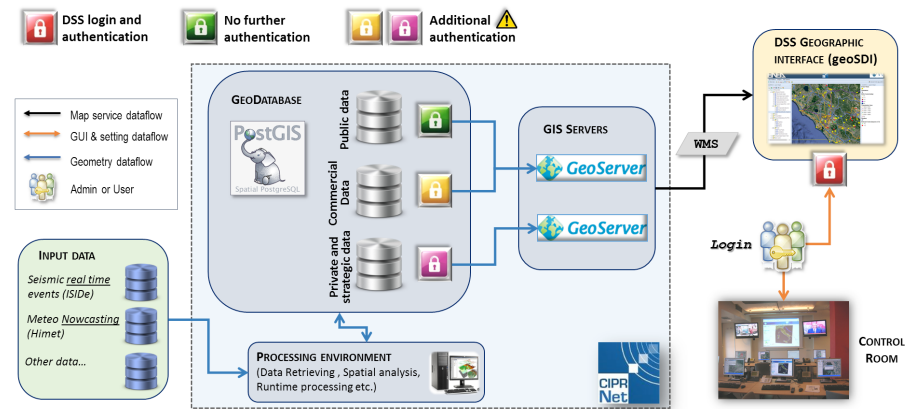 DSS login and
authentication
No further
authentication
Additional
authentication
Map service dataflow
GUI & setting dataflow
Geometry dataflow
Admin or User
GEODATABASE
PostGIS
Spatial PostgreSQL
Public data
Commercial
Data
Private and
strategic data
GIS SERVERS
GeoServer
GeoServer
WMS
DSS GEOGRAPHIC
INTERFACE (geoSDI)
Login
CONTROL
ROOM
INPUT DATA
Seismic real time
events (ISIDe)
Meteo Nowcasting
(Himet)
Other data...
PROCESSING ENVIRONMENT
(Data Retrieving , Spatial analysis,
Runtime processing etc.)
CIPR
Net